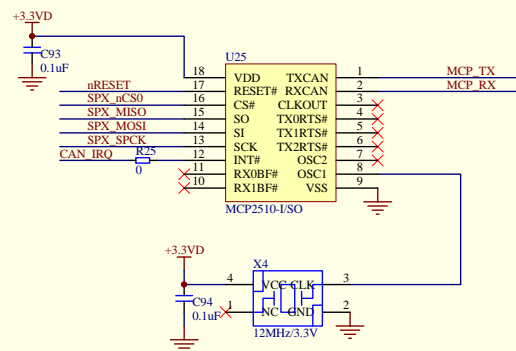 +3.3VD
C93
0.1uF
U25
18 VDD TXCAN 1 MCP_TX
nRESET 17 RESET# RXCAN 2 MCP_RX
SPX_nCS0 16 CS# CLKOUT 3
SPX_MISO 15 SO TX0RTS# 4
SPX_MOSI 14 SI TX1RTS# 5
SPX_SPCK 13 SCK TX2RTS# 6
CAN_IRQ R25 0 12 INT# OSC2 7
11 RX0BF# OSC1 8
10 RX1BF# VSS 9
MCP2510-I/SO
+3.3VD
X4
4 VCC CLK 3
C94
0.1uF
1 NC GND 2
12MHz/3.3V